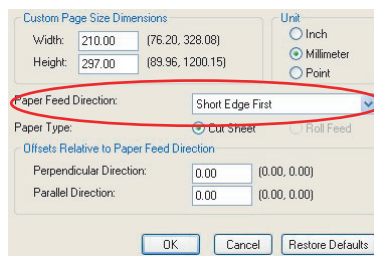 Custom Page Size Dimensions
Unit
Width: 210.00 (76.20, 328.08)
Inch
Height: 297.00 (89.96, 1200.15)
Millimeter
Point
Paper Feed Direction: Short Edge First
Paper Type: Cut Sheet Roll Feed
Offsets Relative to Paper Feed Direction
Perpendicular Direction: 0.00 (0.00, 0.00)
Parallel Direction: 0.00 (0.00, 0.00)
OK Cancel Restore Defaults